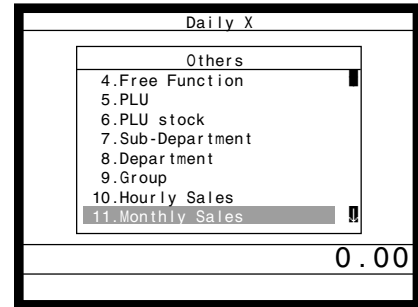 Daily X
Others
4.Free Function
5.PLU
6.PLU stock
7.Sub-Department
8.Department
9.Group
10.Hourly Sales
11.Monthly Sales
0.00